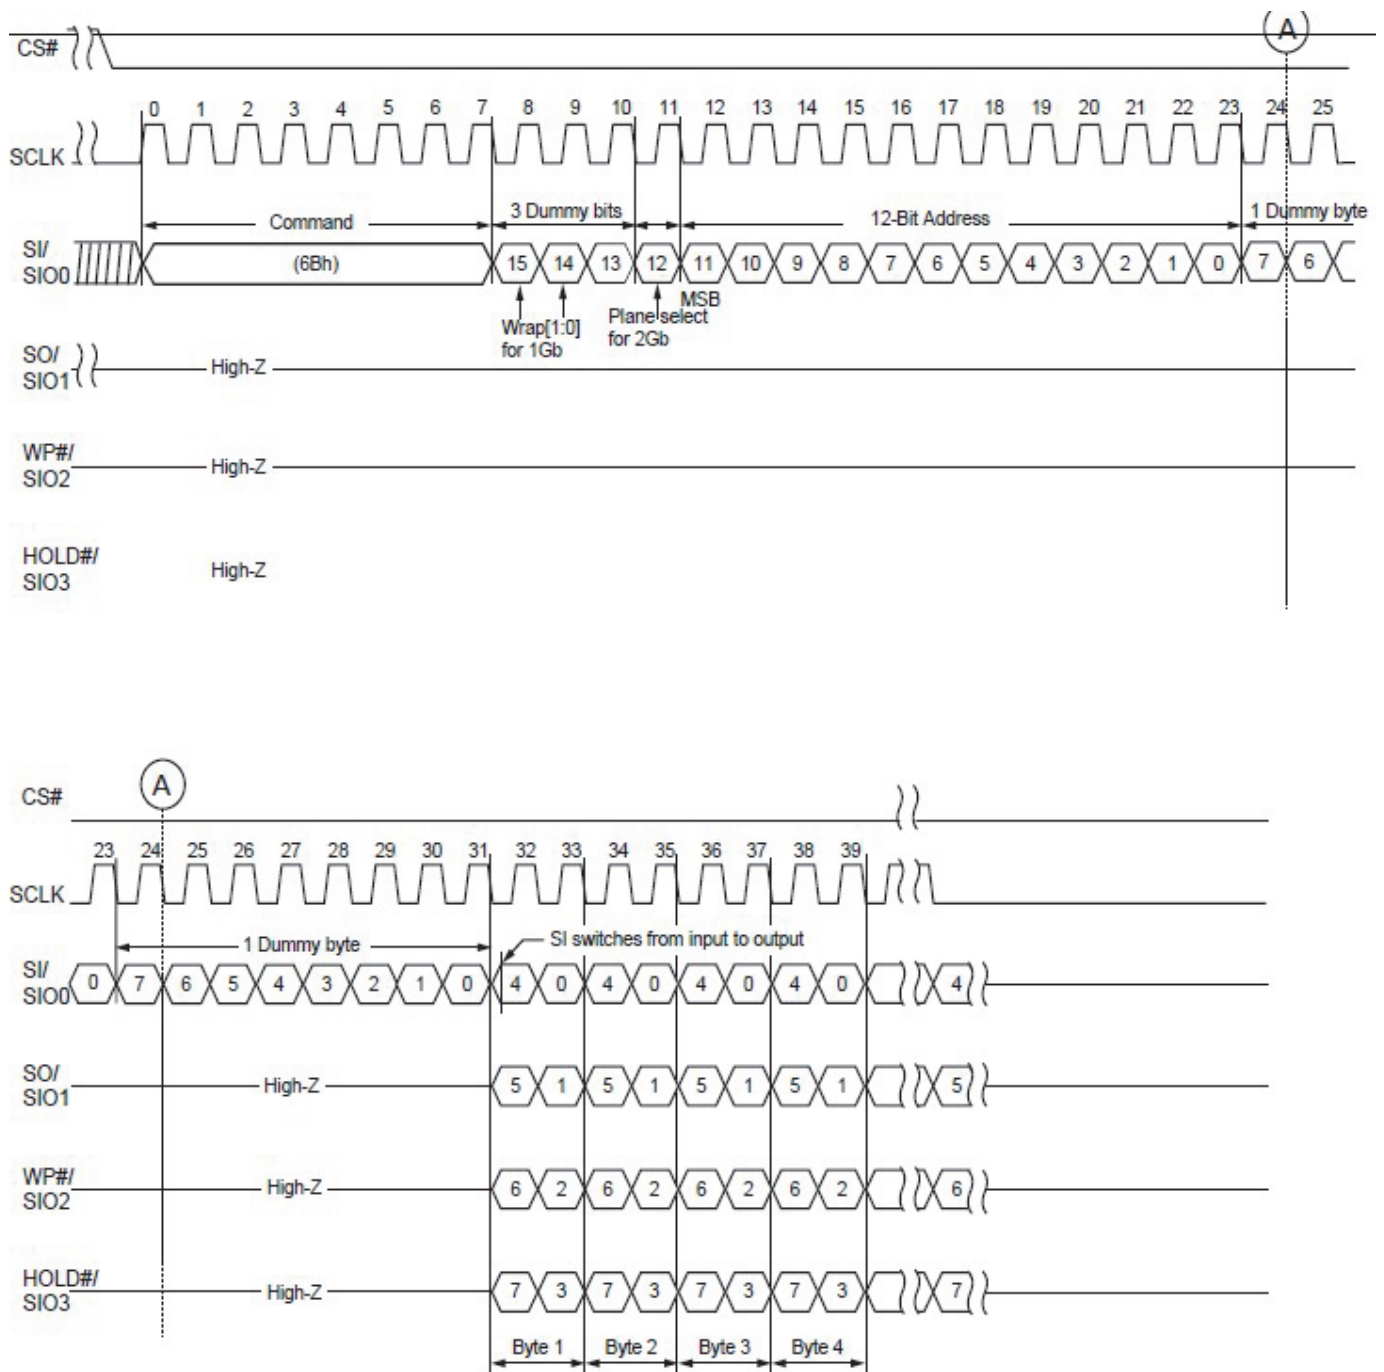 A
CS#
0 1 2 3 4 5 6 7 8 9 10 11 12 13 14 15 16 17 18 19 20 21 22 23 24 25
SCLK
Command 3 Dummy bits 12-Bit Address 1 Dummy byte
SI/
SIO0
(6Bh) 15 14 13 12 11 10 9 8 7 6 5 4 3 2 1 0 7 6
MSB
Wrap[1:0]
for 1Gb
Plane select
for 2Gb
SO/
SIO1
High-Z
WP#/
SIO2
High-Z
HOLD#/
SIO3
High-Z
A
CS#
23 24 25 26 27 28 29 30 31 32 33 34 35 36 37 38 39
SCLK
1 Dummy byte SI switches from input to output
SI/
SIO0
0 7 6 5 4 3 2 1 0 4 0 4 0 4 0 4 0 4
SO/
SIO1
High-Z 5 1 5 1 5 1 5 1 5
WP#/
SIO2
High-Z 6 2 6 2 6 2 6 2 6
HOLD#/
SIO3
High-Z 7 3 7 3 7 3 7 3 7
Byte 1 Byte 2 Byte 3 Byte 4